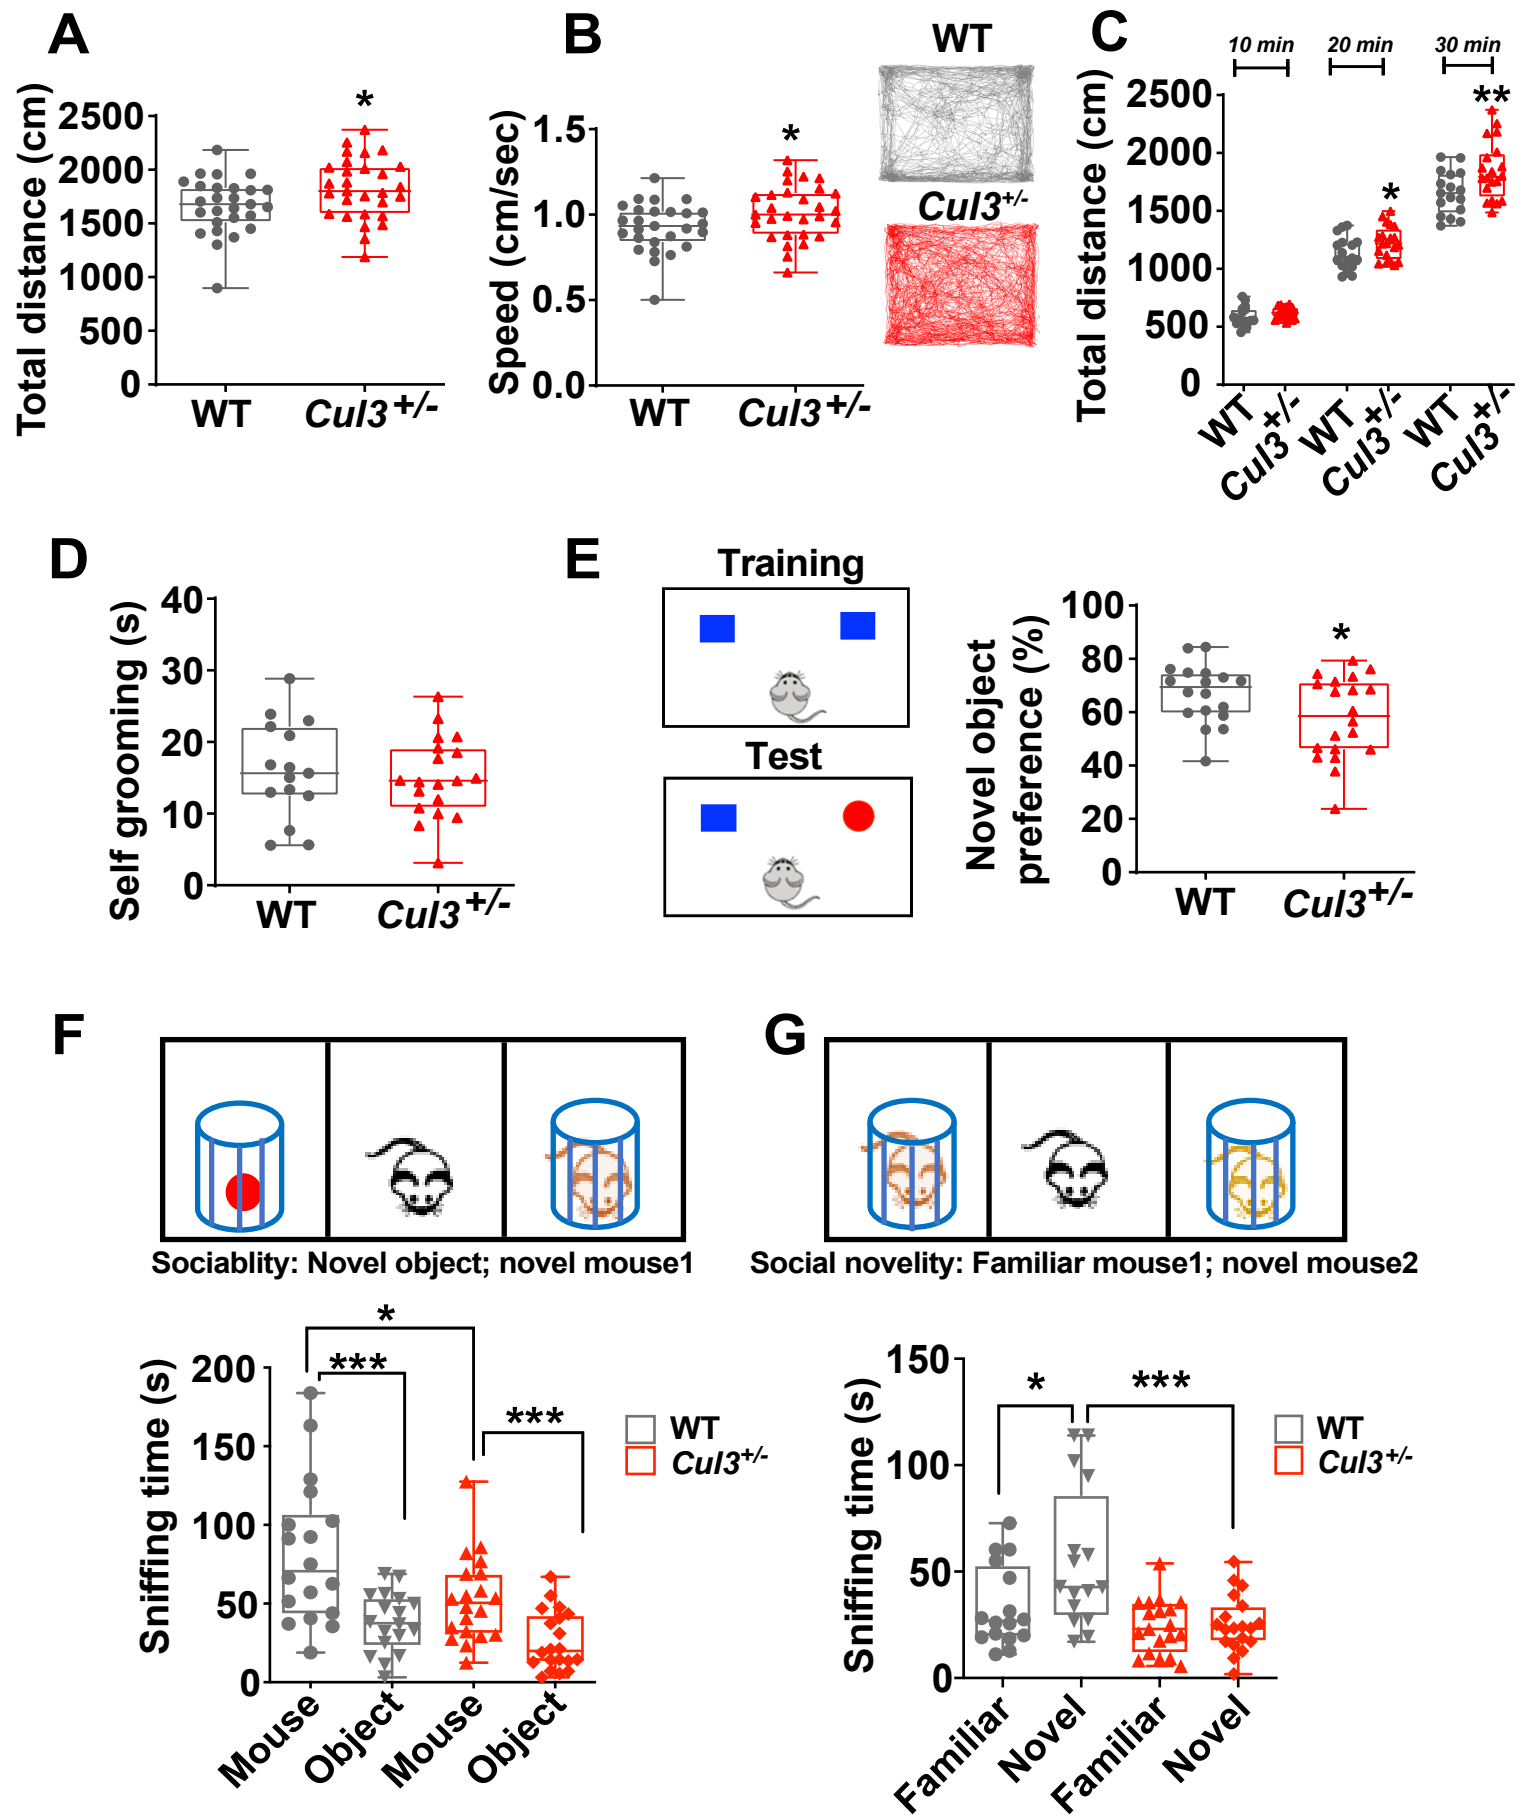 A
Total distance (cm)
2500
2000
1500
1000
500
0
*
WT
Cul3+/-
B
Speed (cm/sec)
1.5
1.0
0.5
0.0
*
WT
Cul3+/-
WT
Cul3+/-
C
10 min
20 min
30 min
Total distance (cm)
2500
2000
1500
1000
500
0
*
**
WT
Cul3+/-
WT
Cul3+/-
WT
Cul3+/-
D
Self grooming (s)
40
30
20
10
0
WT
Cul3+/-
E
Training
Test
Novel object
preference (%)
100
80
60
40
20
0
*
WT
Cul3+/-
F
Sociablity: Novel object; novel mouse1
Sniffing time (s)
200
150
100
50
0
*
***
***
Mouse
Object
Mouse
Object
WT
Cul3+/-
G
Social novelity: Familiar mouse1; novel mouse2
Sniffing time (s)
150
100
50
0
*
***
Familiar
Novel
Familiar
Novel
WT
Cul3+/-